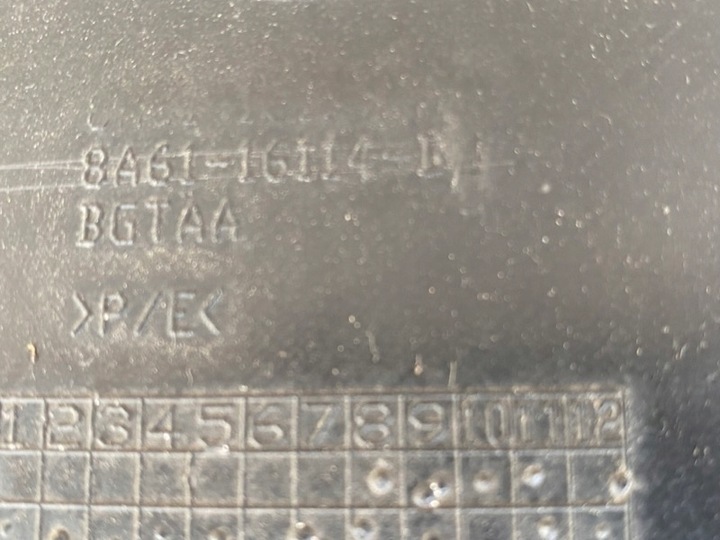 8A61-16114-
BGTAA
>P/E<
1 2 3 4 5 6 7 8 9 10 11 12